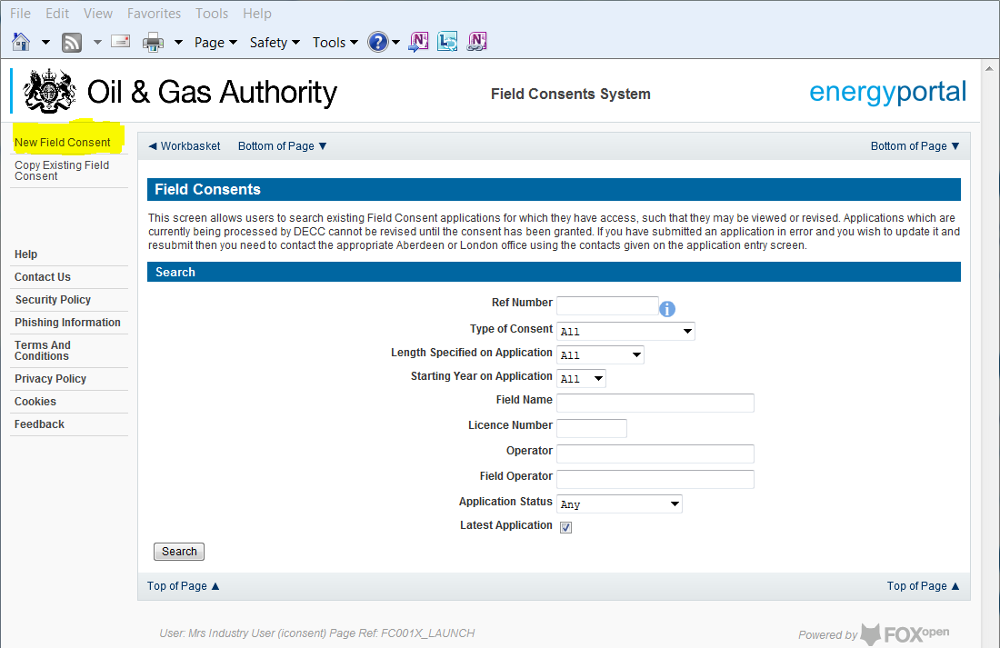 File Edit View Favorites Tools Help
Page Safety Tools
Oil & Gas Authority
Field Consents System
energyportal
New Field Consent
Copy Existing Field
Consent
Help
Contact Us
Security Policy
Phishing Information
Terms And
Conditions
Privacy Policy
Cookies
Feedback
◄ Workbasket Bottom of Page ▼ Bottom of Page ▼
Field Consents
This screen allows users to search existing Field Consent applications for which they have access, such that they may be viewed or revised. Applications which are
currently being processed by DECC cannot be revised until the consent has been granted. If you have submitted an application in error and you wish to update it and
resubmit then you need to contact the appropriate Aberdeen or London office using the contacts given on the application entry screen.
Search
Ref Number
Type of Consent All
Length Specified on Application All
Starting Year on Application All
Field Name
Licence Number
Operator
Field Operator
Application Status Any
Latest Application
Search
Top of Page ▲ Top of Page ▲
User: Mrs Industry User (iconsent) Page Ref: FC001X_LAUNCH
Powered by FOXopen